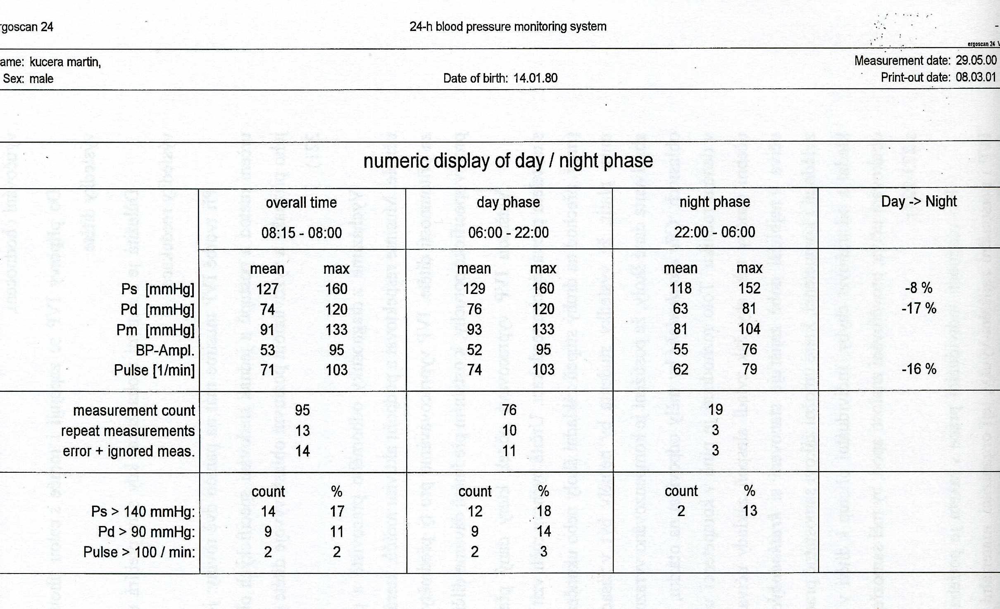 rgoscan 24 24-h blood pressure monitoring system
ergoscan 24 V
ame: kucera martin, Measurement date: 29.05.00
Sex: male Date of birth: 14.01.80 Print-out date: 08.03.01
numeric display of day / night phase
overall time day phase night phase Day -> Night
08:15 - 08:00 06:00 - 22:00 22:00 - 06:00
mean max mean max mean max
Ps [mmHg] 127 160 129 160 118 152 -8 %
Pd [mmHg] 74 120 76 120 63 81 -17 %
Pm [mmHg] 91 133 93 133 81 104
BP-Ampl. 53 95 52 95 55 76
Pulse [1/min] 71 103 74 103 62 79 -16 %
measurement count 95 76 19
repeat measurements 13 10 3
error + ignored meas. 14 11 3
count % count % count %
Ps > 140 mmHg: 14 17 12 18 2 13
Pd > 90 mmHg: 9 11 9 14
Pulse > 100 / min: 2 2 2 3